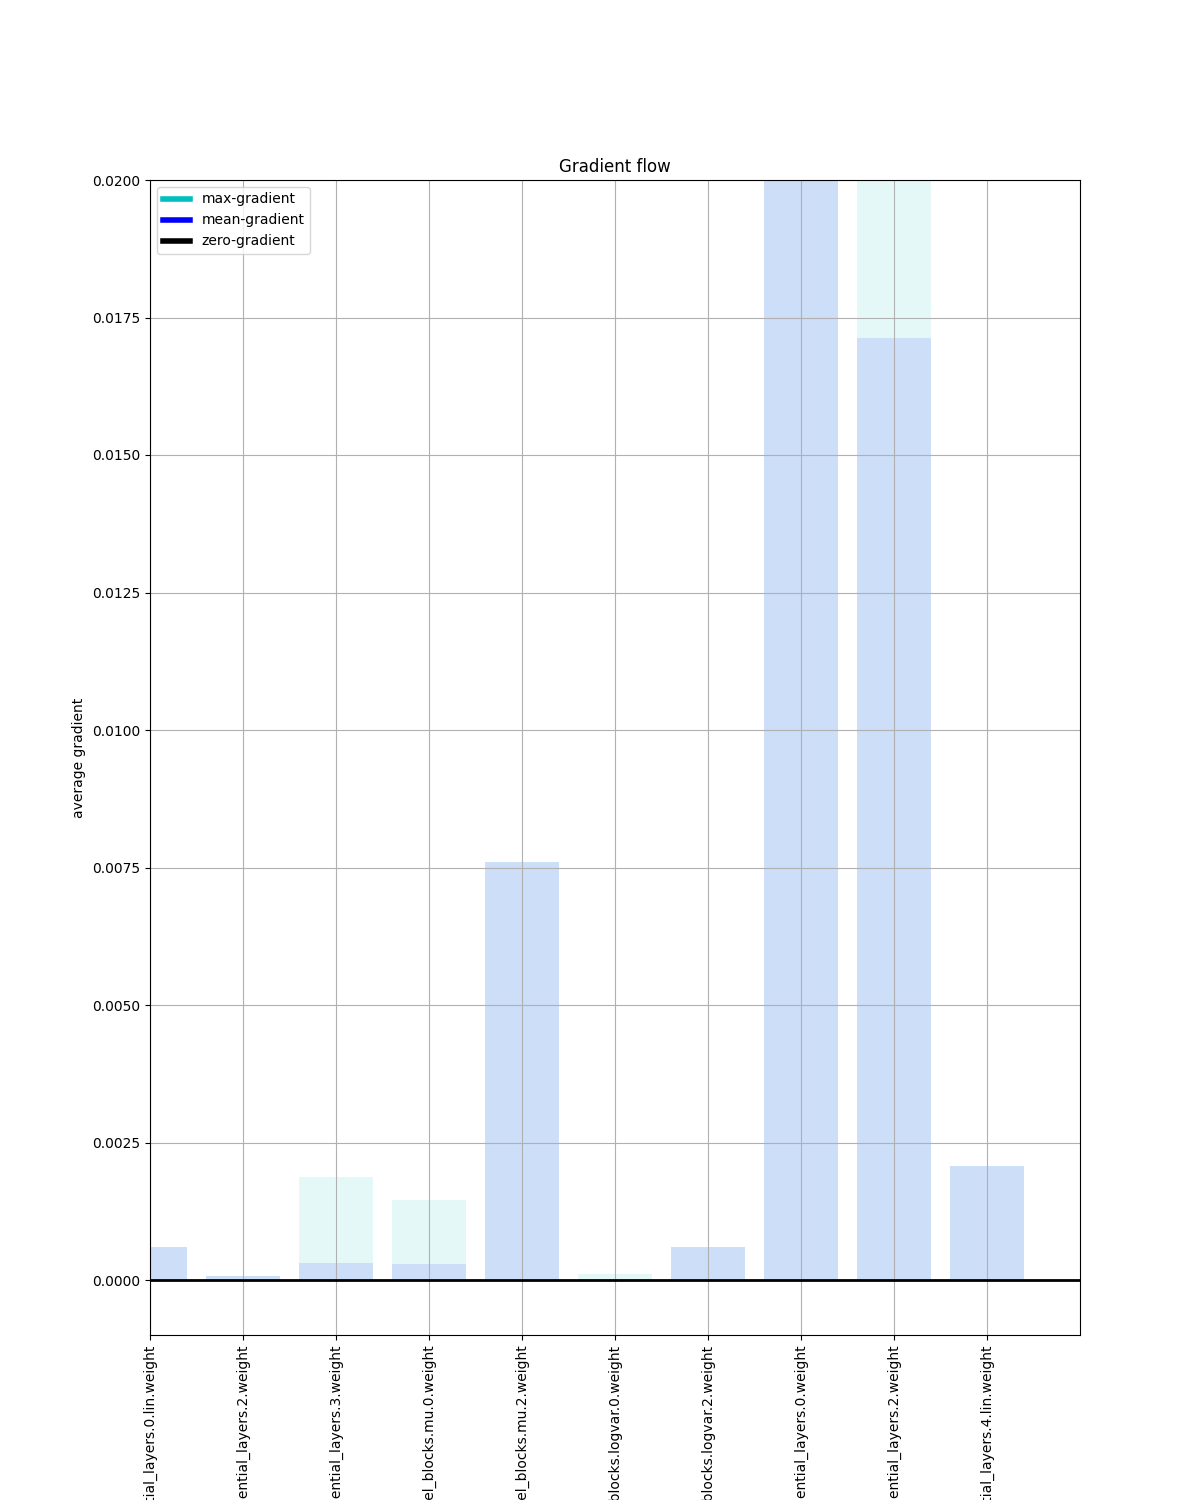 Gradient flow
max-gradient
mean-gradient
zero-gradient
0.0200
0.0175
0.0150
0.0125
0.0100
0.0075
0.0050
0.0025
0.0000
average gradient
tial_layers.0.lin.weight
ential_layers.2.weight
ential_layers.3.weight
el_blocks.mu.0.weight
el_blocks.mu.2.weight
blocks.logvar.0.weight
blocks.logvar.2.weight
ential_layers.0.weight
ential_layers.2.weight
tial_layers.4.lin.weight